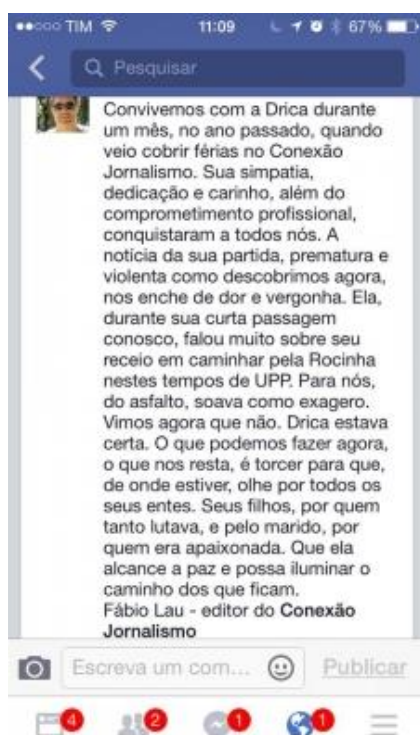 TIM 11:09 67%
Pesquisar
Convivemos com a Drica durante
um mês, no ano passado, quando
veio cobrir férias no Conexão
Jornalismo. Sua simpatia,
dedicação e carinho, além do
comprometimento profissional,
conquistaram a todos nós. A
notícia da sua partida, prematura e
violenta como descobrimos agora,
nos enche de dor e vergonha. Ela,
durante sua curta passagem
conosco, falou muito sobre seu
receio em caminhar pela Rocinha
nestes tempos de UPP. Para nós,
do asfalto, soava como exagero.
Vimos agora que não. Drica estava
certa. O que podemos fazer agora,
o que nos resta, é torcer para que,
de onde estiver, olhe por todos os
seus entes. Seus filhos, por quem
tanto lutava, e pelo marido, por
quem era apaixonada. Que ela
alcance a paz e possa iluminar o
caminho dos que ficam.
Fábio Lau - editor do Conexão
Jornalismo
Escreva um com... Publicar
4 2 1 1